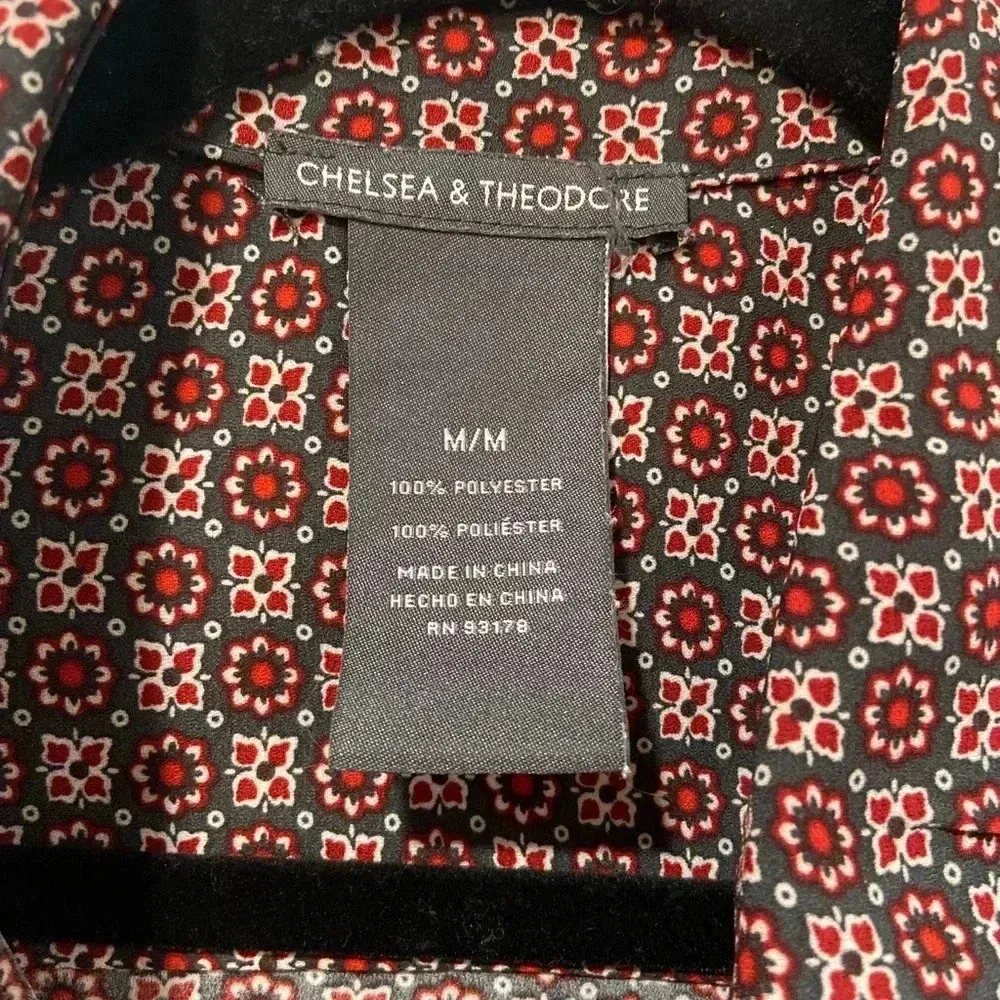 CHELSEA & THEODORE
M/M
100% POLYESTER
100% POLIÉSTER
MADE IN CHINA
HECHO EN CHINA
RN 93178